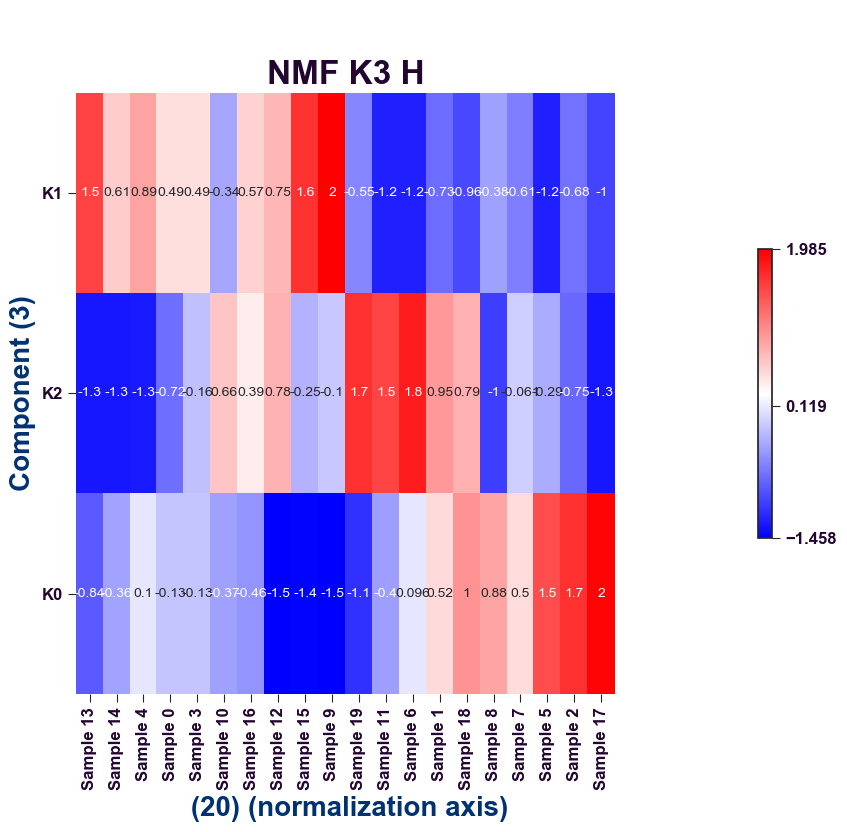 NMF K3 H
K1
1.5 0.61 0.89 0.49 0.49 -0.34 0.57 0.75 1.6 2 -0.55 -1.2 -1.2 -0.73 -0.96 -0.38 -0.61 -1.2 -0.68 -1
K2
-1.3 -1.3 -1.3 -0.72 -0.16 0.66 0.39 0.78 -0.25 -0.1 1.7 1.5 1.8 0.95 0.79 -1 -0.061 -0.29 -0.75 -1.3
K0
-0.84 -0.36 0.1 -0.13 -0.13 -0.37 -0.46 -1.5 -1.4 -1.5 -1.1 -0.4 0.096 0.52 1 0.88 0.5 1.5 1.7 2
Component (3)
Sample 13
Sample 14
Sample 4
Sample 0
Sample 3
Sample 10
Sample 16
Sample 12
Sample 15
Sample 9
Sample 19
Sample 11
Sample 6
Sample 1
Sample 18
Sample 8
Sample 7
Sample 5
Sample 2
Sample 17
(20) (normalization axis)
1.985
0.119
−1.458